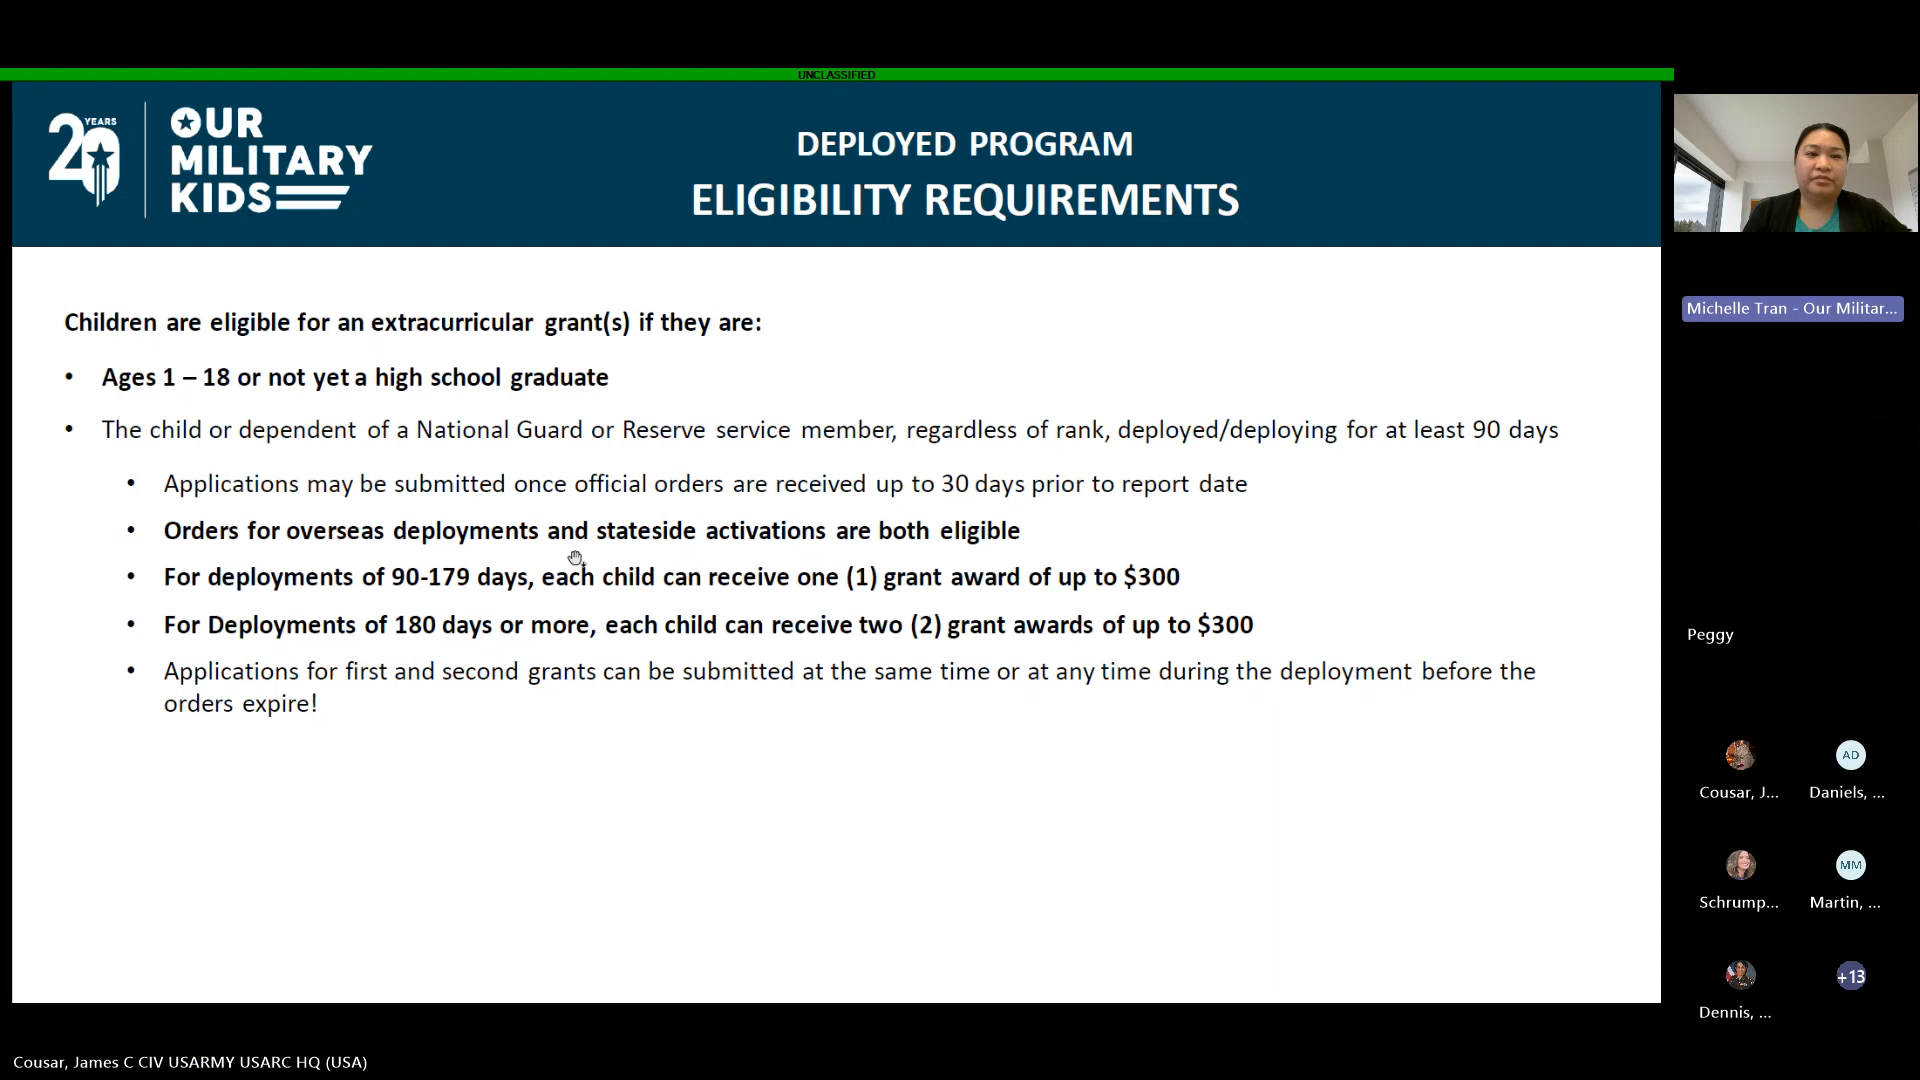 UNCLASSIFIED
20 YEARS
OUR
MILITARY
KIDS
DEPLOYED PROGRAM
ELIGIBILITY REQUIREMENTS
Children are eligible for an extracurricular grant(s) if they are:
• Ages 1 – 18 or not yet a high school graduate
• The child or dependent of a National Guard or Reserve service member, regardless of rank, deployed/deploying for at least 90 days
• Applications may be submitted once official orders are received up to 30 days prior to report date
• Orders for overseas deployments and stateside activations are both eligible
• For deployments of 90-179 days, each child can receive one (1) grant award of up to $300
• For Deployments of 180 days or more, each child can receive two (2) grant awards of up to $300
• Applications for first and second grants can be submitted at the same time or at any time during the deployment before the
orders expire!
Michelle Tran - Our Militar...
Peggy
AD
Cousar, J...
Daniels, ...
MM
Schrump...
Martin, ...
+13
Dennis, ...
Cousar, James C CIV USARMY USARC HQ (USA)